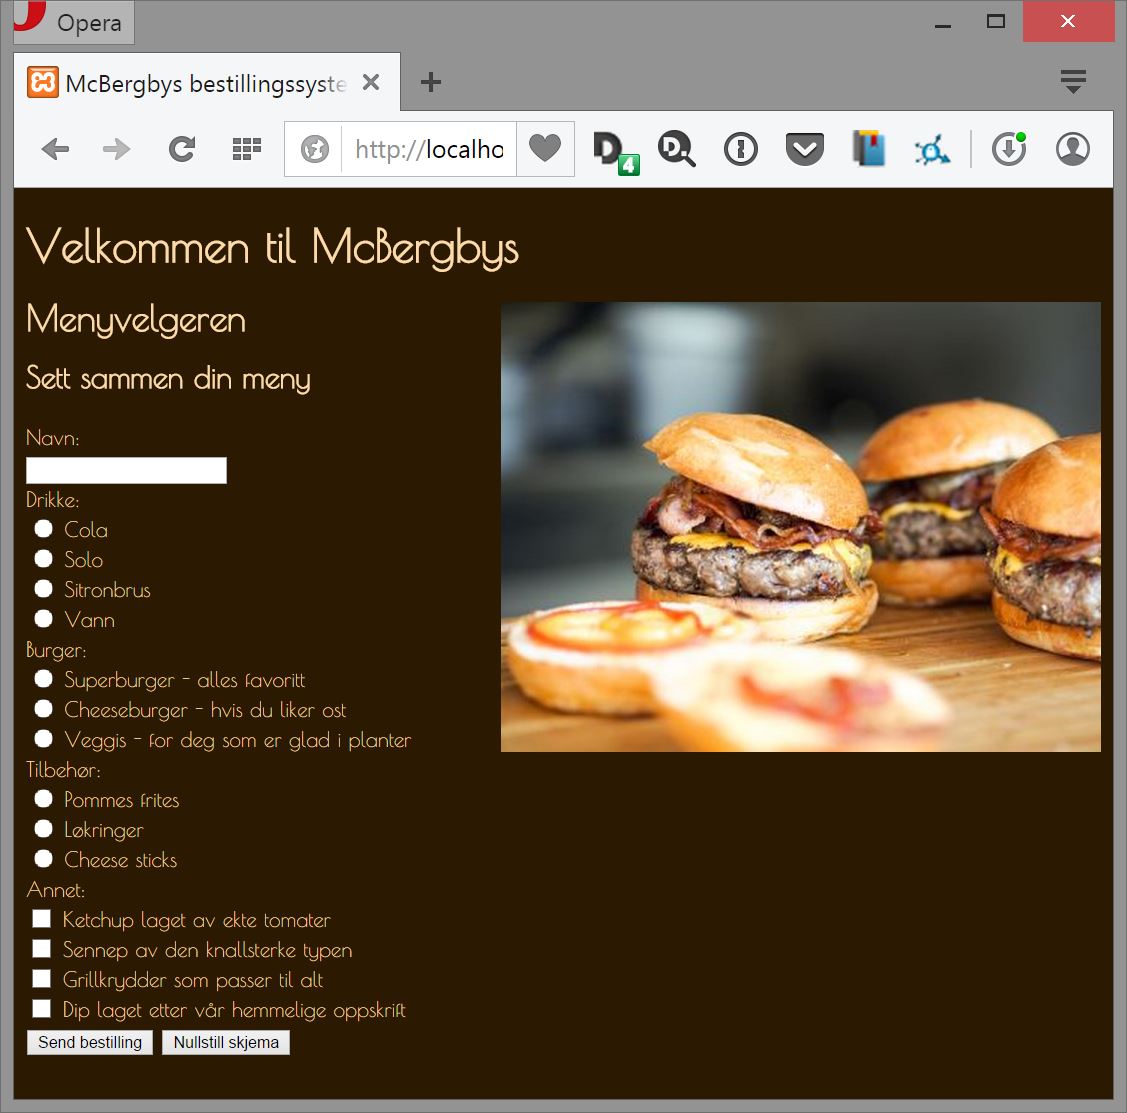 Opera
McBergbys bestillingssyste
http://localho
4
Velkommen til McBergbys
Menyvelgeren
Sett sammen din meny
Navn:
Drikke:
Cola
Solo
Sitronbrus
Vann
Burger:
Superburger - alles favoritt
Cheeseburger - hvis du liker ost
Veggis - for deg som er glad i planter
Tilbehør:
Pommes frites
Løkringer
Cheese sticks
Annet:
Ketchup laget av ekte tomater
Sennep av den knallsterke typen
Grillkrydder som passer til alt
Dip laget etter vår hemmelige oppskrift
Send bestilling Nullstill skjema